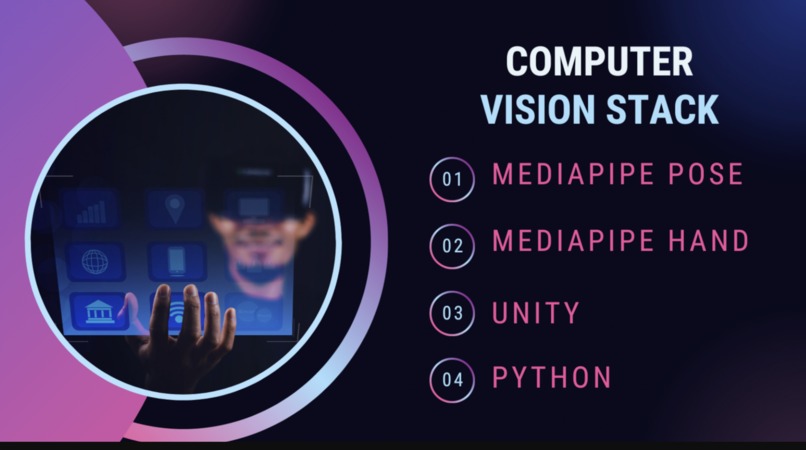 COMPUTER
VISION STACK
01 MEDIAPIPE POSE
02 MEDIAPIPE HAND
03 UNITY
04 PYTHON